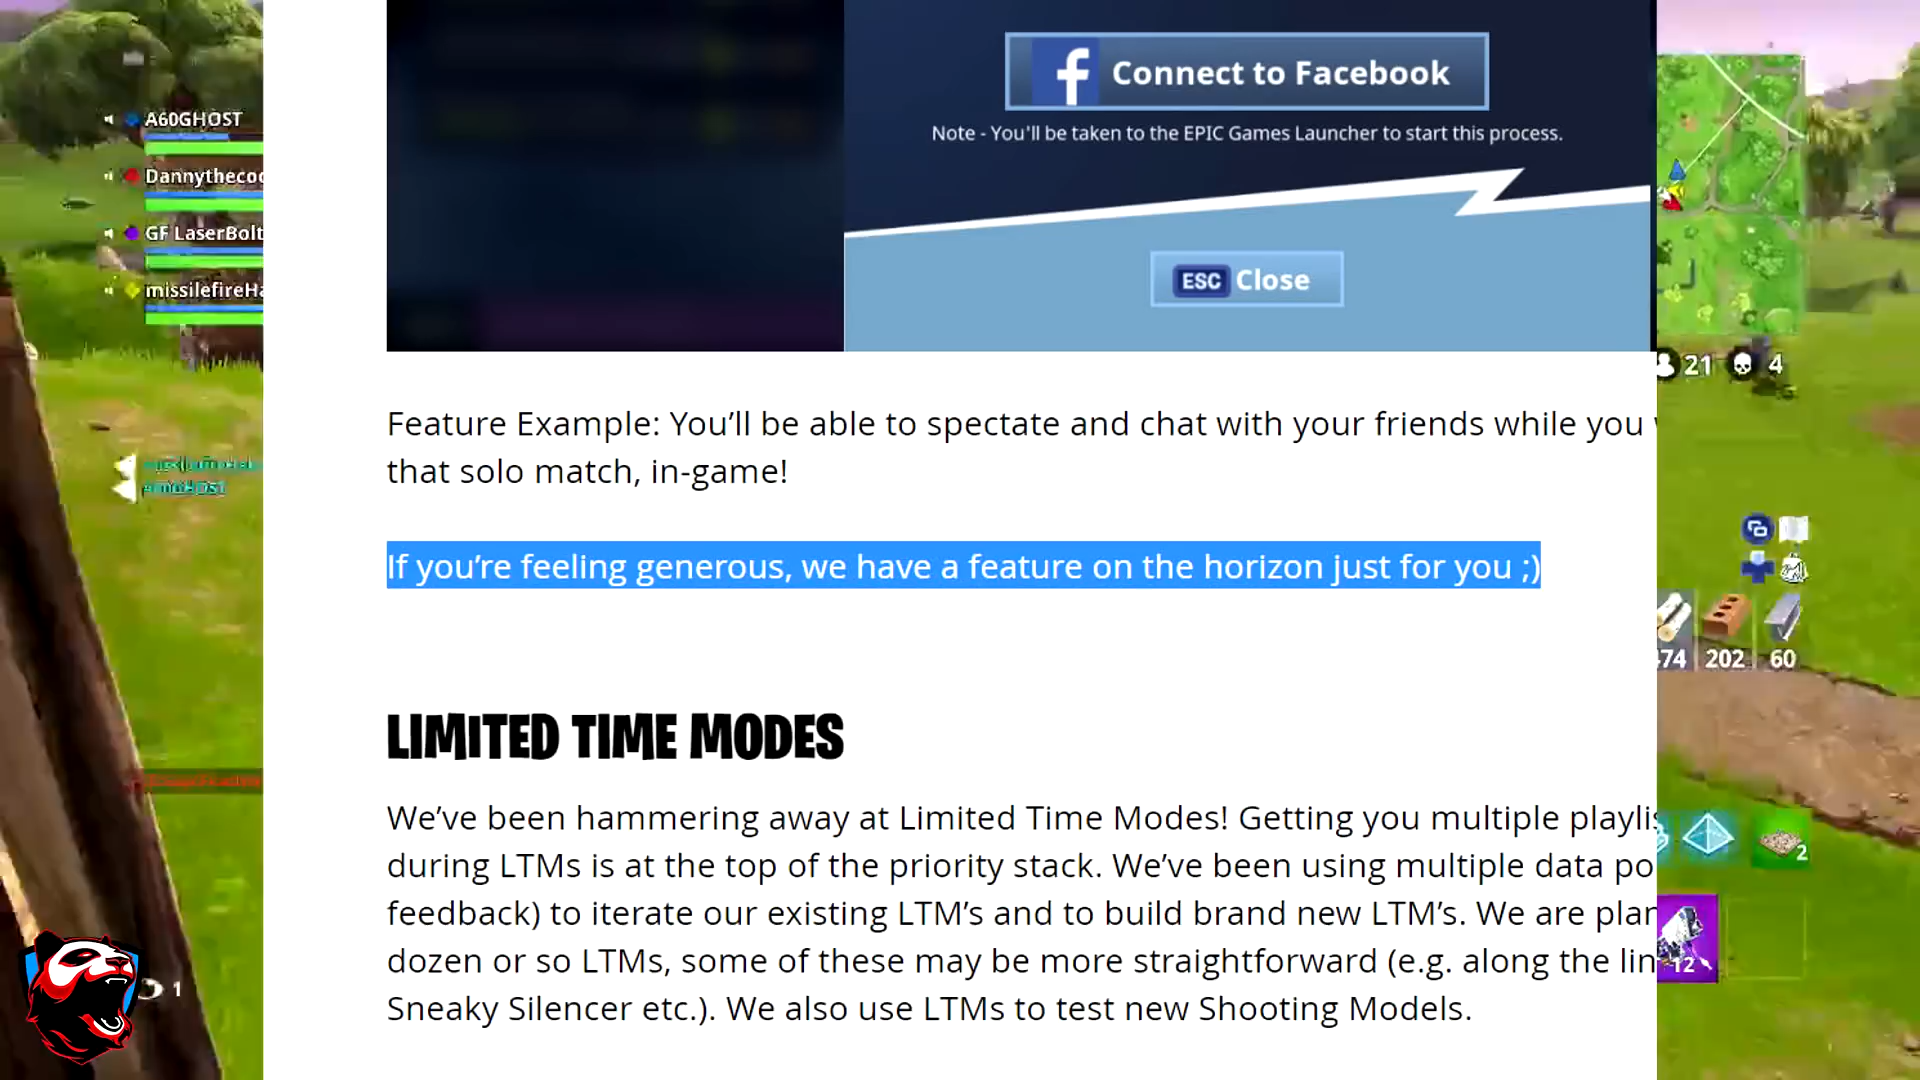 Connect to Facebook
Note - You'll be taken to the EPIC Games Launcher to start this process.
ESC Close
A60GHOST
Dannythecoo
GF LaserBolt
missilefireHa
21 4
Feature Example: You’ll be able to spectate and chat with your friends while you
that solo match, in-game!
If you’re feeling generous, we have a feature on the horizon just for you ;)
474 202 60
LIMITED TIME MODES
We’ve been hammering away at Limited Time Modes! Getting you multiple playlis
during LTMs is at the top of the priority stack. We’ve been using multiple data po
feedback) to iterate our existing LTM’s and to build brand new LTM’s. We are plan
dozen or so LTMs, some of these may be more straightforward (e.g. along the lin
Sneaky Silencer etc.). We also use LTMs to test new Shooting Models.
2
12
1